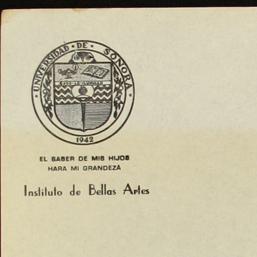 UNIVERSIDAD · DE · SONORA
1942
EL SABER DE MIS HIJOS
HARA MI GRANDEZA
Instituto de Bellas Artes